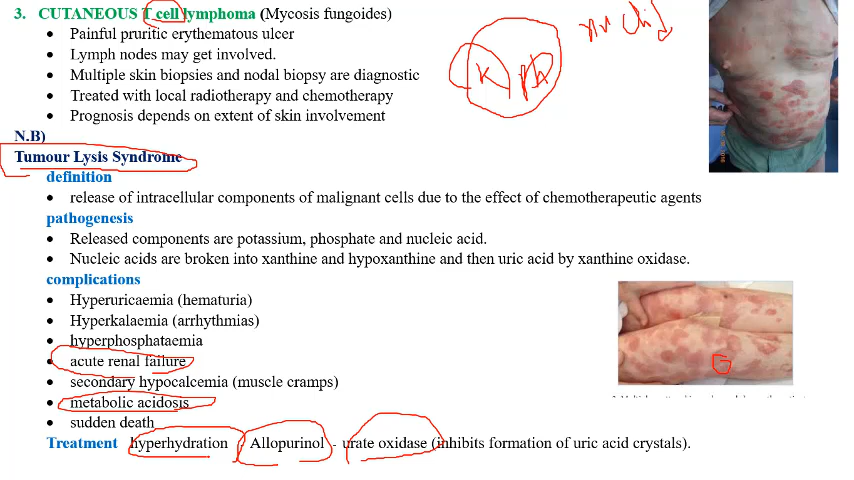 3. CUTANEOUS T cell lymphoma (Mycosis fungoides)
• Painful pruritic erythematous ulcer
• Lymph nodes may get involved.
• Multiple skin biopsies and nodal biopsy are diagnostic
• Treated with local radiotherapy and chemotherapy
• Prognosis depends on extent of skin involvement
N.B)
Tumour Lysis Syndrome
definition
• release of intracellular components of malignant cells due to the effect of chemotherapeutic agents
pathogenesis
• Released components are potassium, phosphate and nucleic acid.
• Nucleic acids are broken into xanthine and hypoxanthine and then uric acid by xanthine oxidase.
complications
• Hyperuricaemia (hematuria)
• Hyperkalaemia (arrhythmias)
• hyperphosphataemia
• acute renal failure
• secondary hypocalcemia (muscle cramps)
• metabolic acidosis
• sudden death
Treatment hyperhydration - Allopurinol - urate oxidase (inhibits formation of uric acid crystals).
K